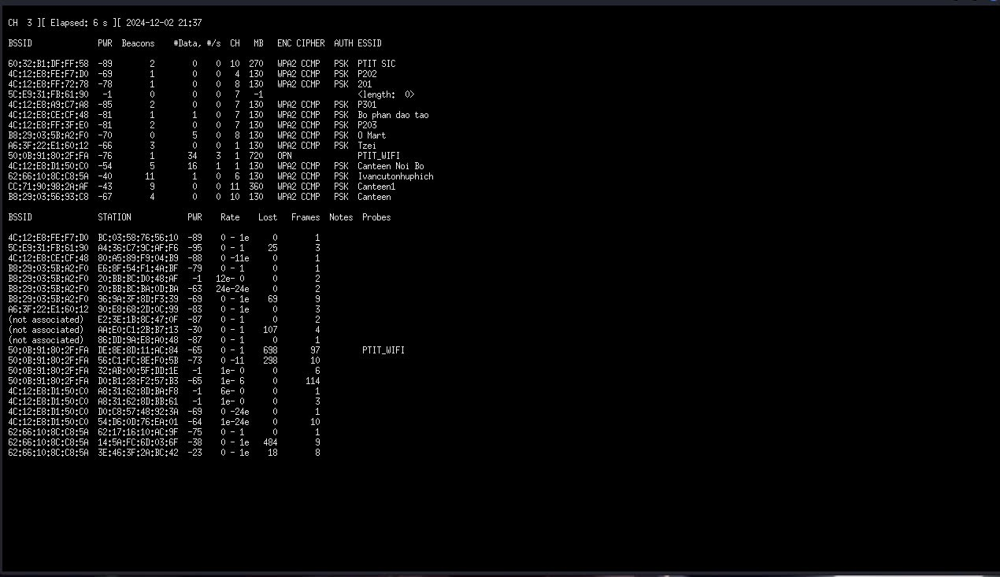 CH  3 ][ Elapsed: 6 s ][ 2024-12-02 21:37
BSSID              PWR  Beacons    #Data, #/s  CH   MB   ENC CIPHER  AUTH ESSID
60:32:B1:DF:FF:58  -89        2        0    0  10  270   WPA2 CCMP   PSK  PTIT SIC
4C:12:E8:FE:F7:D0  -69        1        0    0   4  130   WPA2 CCMP   PSK  P202
4C:12:E8:FF:72:78  -78        1        0    0   8  130   WPA2 CCMP   PSK  201
5C:E9:31:FB:61:90   -1        0        0    0   7   -1                    <length:  0>
4C:12:E8:A9:C7:A8  -85        2        0    0   7  130   WPA2 CCMP   PSK  P301
4C:12:E8:CE:CF:48  -81        1        1    0   7  130   WPA2 CCMP   PSK  Bo phan dao tao
4C:12:E8:FF:3F:E0  -81        2        0    0   7  130   WPA2 CCMP   PSK  P203
B8:29:03:5B:A2:F0  -70        0        5    0   8  130   WPA2 CCMP   PSK  O Mart
A6:3F:22:E1:60:12  -66        3        0    0   1  130   WPA2 CCMP   PSK  Tzei
50:0B:91:80:2F:FA  -76        1       34    3   1  720   OPN              PTIT_WIFI
4C:12:E8:D1:50:C0  -54        5       16    1   1  130   WPA2 CCMP   PSK  Canteen Noi Bo
62:66:10:8C:C8:5A  -40       11        1    0   6  130   WPA2 CCMP   PSK  Ivancutonhuphich
CC:71:90:98:2A:AF  -43        9        0    0  11  360   WPA2 CCMP   PSK  Canteen1
B8:29:03:56:93:C8  -67        4        0    0  10  130   WPA2 CCMP   PSK  Canteen
BSSID              STATION            PWR    Rate    Lost   Frames  Notes  Probes
4C:12:E8:FE:F7:D0  BC:03:58:76:56:10  -89    0 - 1e     0        1
5C:E9:31:FB:61:90  A4:36:C7:9C:AF:F6  -95    0 - 1     25        3
4C:12:E8:CE:CF:48  80:A5:89:F9:04:B9  -88    0 -11e     0        1
B8:29:03:5B:A2:F0  E6:8F:54:F1:4A:BF  -79    0 - 1      0        1
B8:29:03:5B:A2:F0  20:BB:BC:D0:48:AF   -1   12e- 0      0        2
B8:29:03:5B:A2:F0  20:BB:BC:BA:0D:BA  -63   24e-24e     0        2
B8:29:03:5B:A2:F0  96:9A:3F:8D:F3:39  -69    0 - 1e    69        9
A6:3F:22:E1:60:12  90:E8:68:2D:0C:99  -83    0 - 1e     0        3
(not associated)   E2:3E:1B:8C:47:0F  -87    0 - 1      0        2
(not associated)   AA:E0:C1:2B:B7:13  -30    0 - 1    107        4
(not associated)   86:DD:9A:E8:A0:48  -87    0 - 1      0        1
50:0B:91:80:2F:FA  DE:8E:8D:11:AC:84  -65    0 - 1    698       97         PTIT_WIFI
50:0B:91:80:2F:FA  56:C1:FC:8E:F0:5B  -73    0 -11    298       10
50:0B:91:80:2F:FA  32:AB:00:5F:DD:1E   -1    1e- 0      0        6
50:0B:91:80:2F:FA  D0:B1:28:F2:57:B3  -65    1e- 6      0      114
4C:12:E8:D1:50:C0  A8:31:62:8D:BA:F8   -1    6e- 0      0        1
4C:12:E8:D1:50:C0  A8:31:62:8D:BB:61   -1    1e- 0      0        3
4C:12:E8:D1:50:C0  D0:C8:57:48:92:3A  -69    0 -24e     0        1
4C:12:E8:D1:50:C0  54:D6:0D:76:EA:01  -64    1e-24e     0       10
62:66:10:8C:C8:5A  62:17:16:10:AC:9F  -75    0 - 1      0        1
62:66:10:8C:C8:5A  14:5A:FC:6D:03:6F  -38    0 - 1e   484        9
62:66:10:8C:C8:5A  3E:46:3F:2A:BC:42  -23    0 - 1e    18        8